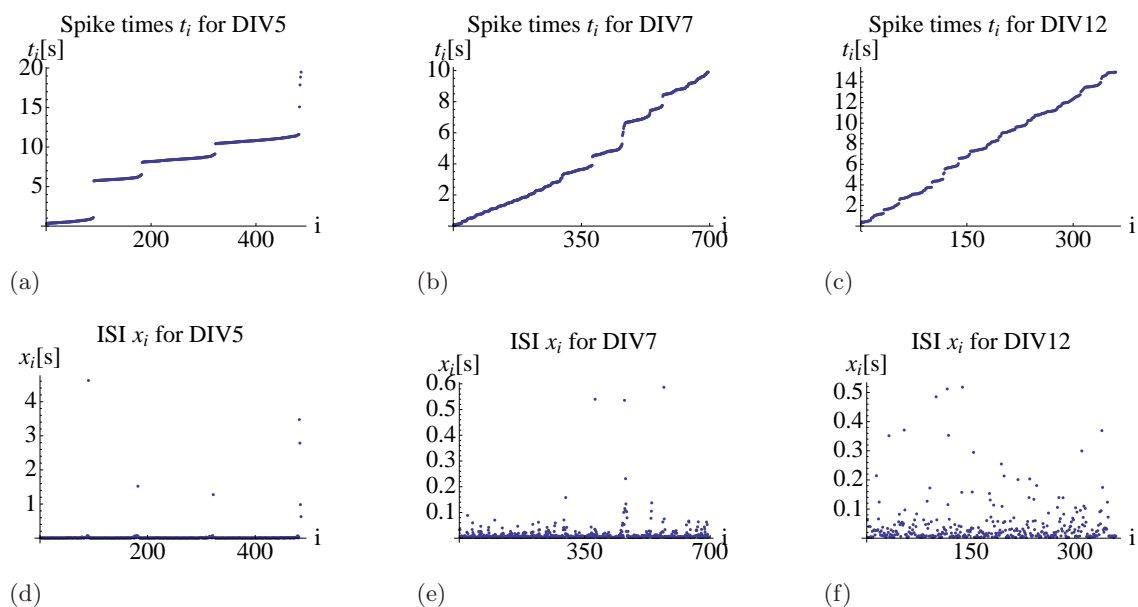 Spike times t_i for DIV5
t_i[s]
20
15
10
5
200
400
i
(a)
Spike times t_i for DIV7
t_i[s]
10
8
6
4
2
350
700
i
(b)
Spike times t_i for DIV12
t_i[s]
14
12
10
8
6
4
2
150
300
i
(c)
ISI x_i for DIV5
x_i[s]
4
3
2
1
200
400
i
(d)
ISI x_i for DIV7
x_i[s]
0.6
0.5
0.4
0.3
0.2
0.1
350
700
i
(e)
ISI x_i for DIV12
x_i[s]
0.5
0.4
0.3
0.2
0.1
150
300
i
(f)